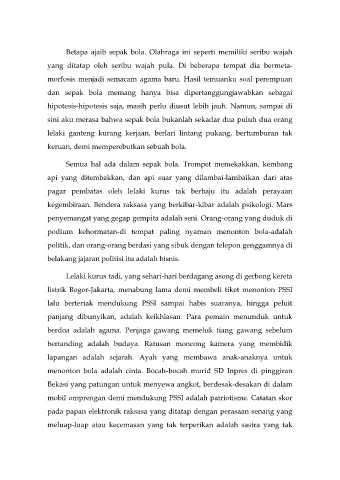 Betapa ajaib sepak bola. Olahraga ini seperti memiliki seribu wajah
yang ditatap oleh seribu wajah pula. Di beberapa tempat dia bermeta-
morfosis menjadi semacam agama baru. Hasil temuanku soal perempuan
dan sepak bola memang hanya bisa dipertanggungjawabkan sebagai
hipotesis-hipotesis saja, masih perlu diusut lebih jauh. Namun, sampai di
sini aku merasa bahwa sepak bola bukanlah sekadar dua puluh dua orang
lelaki ganteng kurang kerjaan, berlari lintang pukang, bertumburan tak
keruan, demi memperebutkan sebuah bola.
Semua hal ada dalam sepak bola. Trompet memekakkan, kembang
api yang ditembakkan, dan api suar yang dilambai-lambaikan dari atas
pagar pembatas oleh lelaki kurus tak berbaju itu adalah perayaan
kegembiraan. Bendera raksasa yang berkibar-kibar adalah psikologi. Mars
penyemangat yang gegap gempita adalah seni. Orang-orang yang duduk di
podium kehormatan-di tempat paling nyaman menonton bola-adalah
politik, dan orang-orang berdasi yang sibuk dengan telepon genggamnya di
belakang jajaran politisi itu adalah bisnis.
Lelaki kurus tadi, yang sehari-hari berdagang asong di gerbong kereta
listrik Bogor-Jakarta, menabung lama demi membeli tiket menonton PSSI
lalu berteriak mendukung PSSI sampai habis suaranya, hingga peluit
panjang dibunyikan, adalah keikhlasan. Para pemain menunduk untuk
berdoa adalah agama. Penjaga gawang memeluk tiang gawang sebelum
bertanding adalah budaya. Ratusan moncong kamera yang membidik
lapangan adalah sejarah. Ayah yang membawa anak-anaknya untuk
menonton bola adalah cinta. Bocah-bocah murid SD Inpres di pinggiran
Bekasi yang patungan untuk menyewa angkot, berdesak-desakan di dalam
mobil omprengan demi mendukung PSSI adalah patriotisme. Catatan skor
pada papan elektronik raksasa yang ditatap dengan perasaan senang yang
meluap-luap atau kecemasan yang tak terperikan adalah sastra yang tak